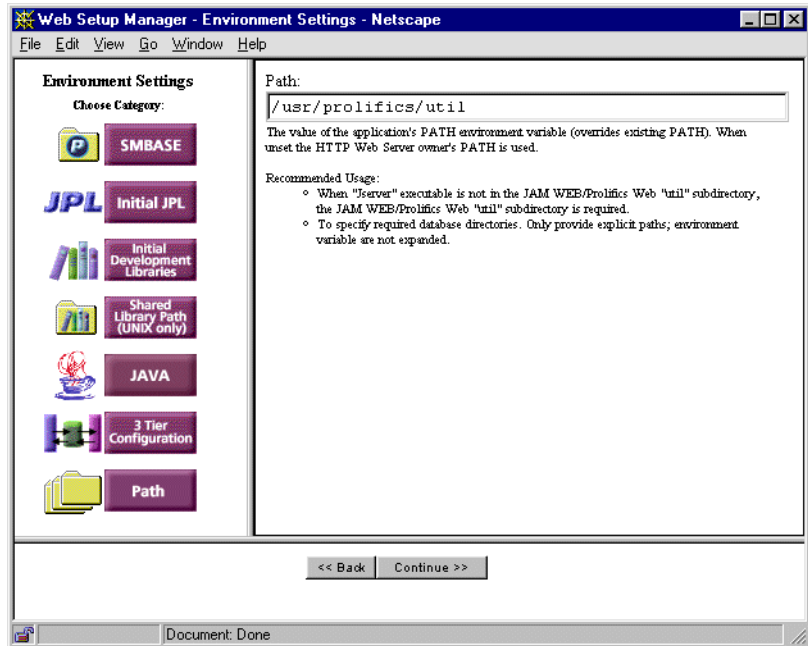 Web Setup Manager - Environment Settings - Netscape
File Edit View Go Window Help
Environment Settings
Choose Category:
P
SMBASE
JPL
Initial JPL
Initial
Development
Libraries
Shared
Library Path
(UNIX only)
JAVA
3 Tier
Configuration
Path
Path:
/usr/prolifics/util
The value of the application's PATH environment variable (overrides existing PATH). When
unset the HTTP Web Server owner's PATH is used.
Recommended Usage:
When "Jserver" executable is not in the JAM WEB/Prolifics Web "util" subdirectory,
the JAM WEB/Prolifics Web "util" subdirectory is required.
To specify required database directories. Only provide explicit paths; environment
variable are not expanded.
<< Back
Continue >>
Document: Done